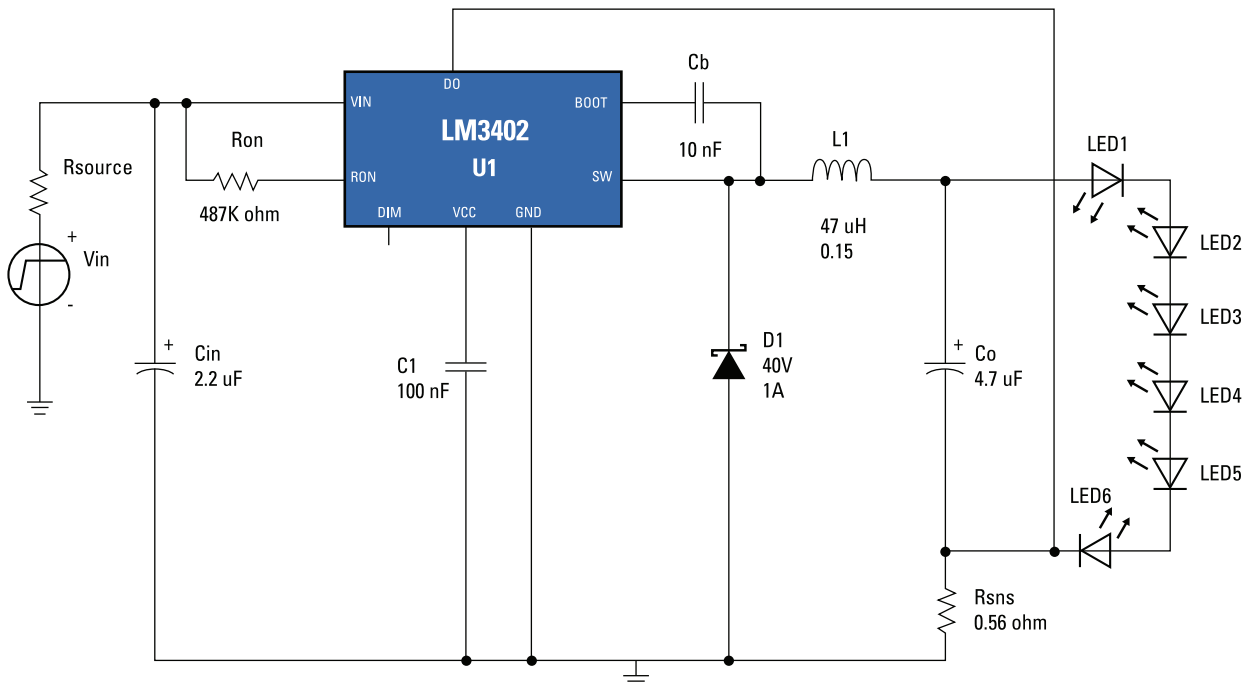 Cb
DO
VIN
BOOT
LM3402
Ron
10 nF
L1
LED1
Rsource
U1
RON
SW
487K ohm
DIM
VCC
GND
47 uH
0.15
LED2
+
Vin
-
LED3
+
Cin
2.2 uF
C1
100 nF
D1
40V
1A
+
Co
4.7 uF
LED4
LED5
LED6
Rsns
0.56 ohm